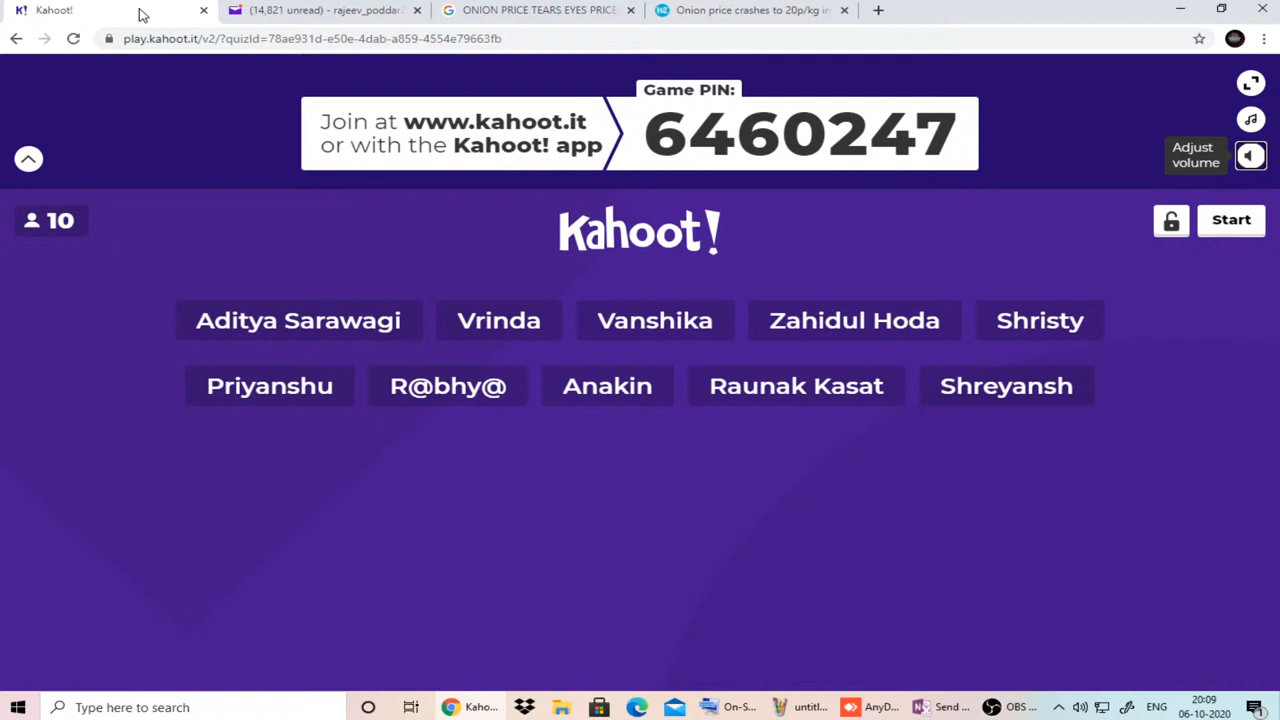 K! Kahoot!
(14,821 unread) - rajeev_poddar
ONION PRICE TEARS EYES PRICE
HZ Onion price crashes to 20p/kg in
play.kahoot.it/v2/?quizId=78ae931d-e50e-4dab-a859-4554e79663fb
Game PIN:
Join at www.kahoot.it
or with the Kahoot! app
6460247
Adjust
volume
10
Kahoot!
Start
Aditya Sarawagi Vrinda Vanshika Zahidul Hoda Shristy
Priyanshu R@bhy@ Anakin Raunak Kasat Shreyansh
Type here to search
Kaho...
On-S...
untitl...
AnyD...
Send ...
OBS ...
ENG
20:09
06-10-2020
1